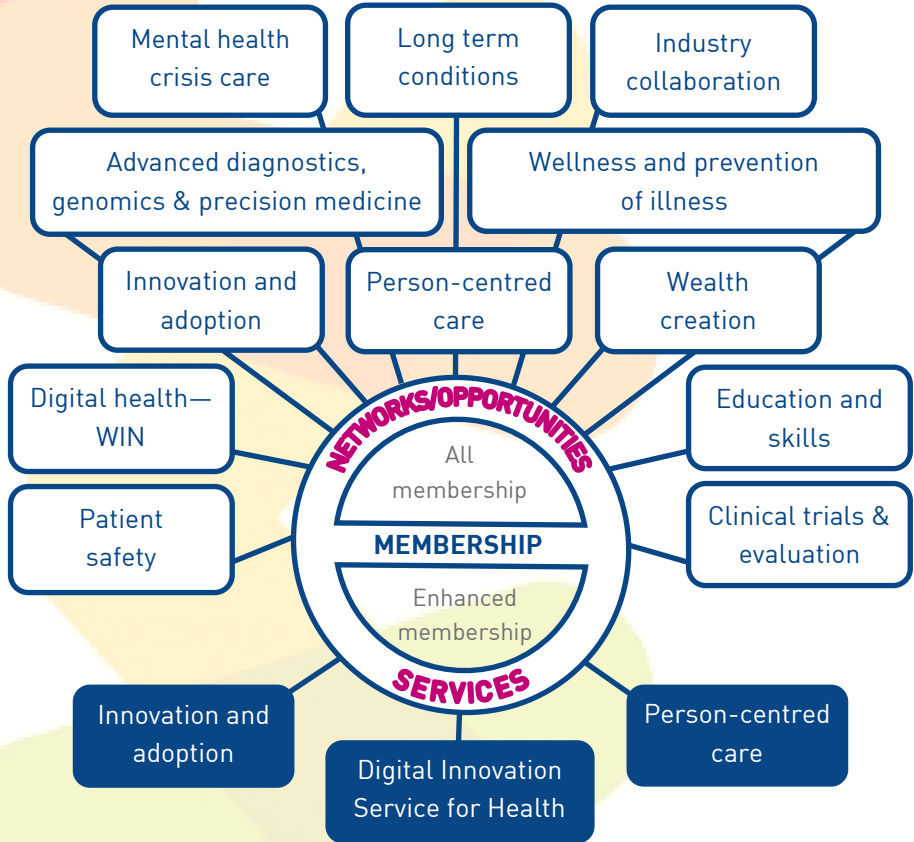 Mental health
crisis care
Long term
conditions
Industry
collaboration
Advanced diagnostics,
genomics & precision medicine
Wellness and prevention
of illness
Innovation and
adoption
Person-centred
care
Wealth
creation
Digital health—
WIN
Education and
skills
Patient
safety
Clinical trials &
evaluation
NETWORKS/OPPORTUNITIES
All
membership
MEMBERSHIP
Enhanced
membership
SERVICES
Innovation and
adoption
Digital Innovation
Service for Health
Person-centred
care